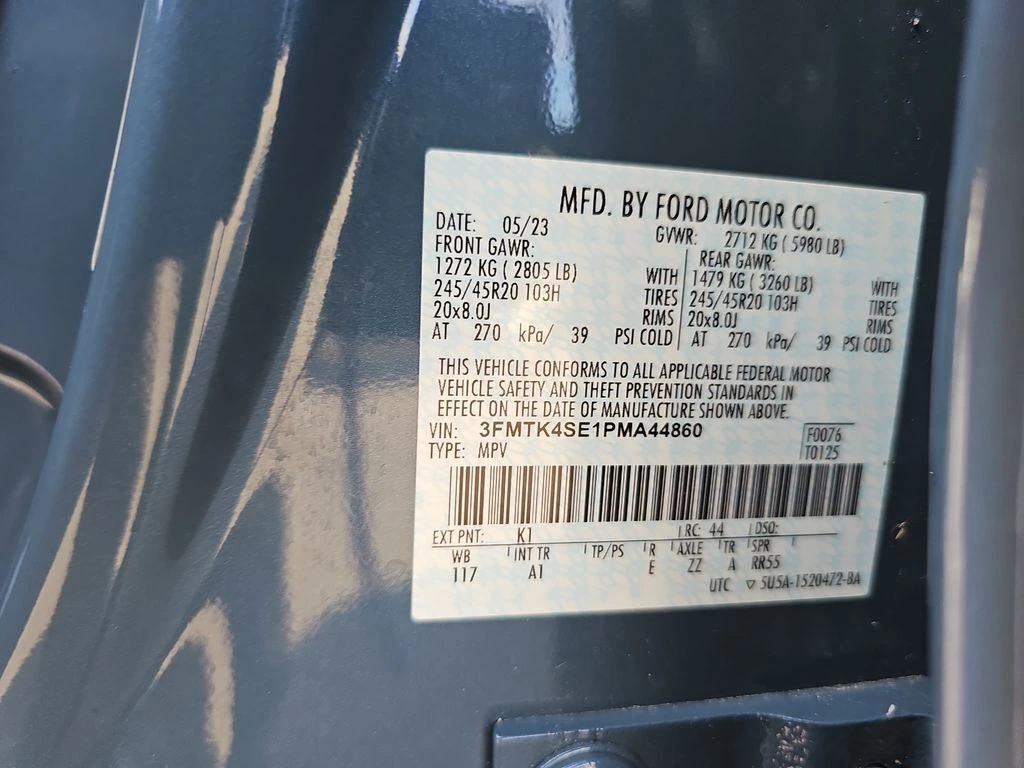 MFD. BY FORD MOTOR CO.
DATE: 05/23 GVWR: 2712 KG ( 5980 LB)
FRONT GAWR: REAR GAWR:
1272 KG ( 2805 LB) WITH 1479 KG ( 3260 LB) WITH
245/45R20 103H TIRES 245/45R20 103H TIRES
20x8.0J RIMS 20x8.0J RIMS
AT 270 kPa/ 39 PSI COLD AT 270 kPa/ 39 PSI COLD
THIS VEHICLE CONFORMS TO ALL APPLICABLE FEDERAL MOTOR
VEHICLE SAFETY AND THEFT PREVENTION STANDARDS IN
EFFECT ON THE DATE OF MANUFACTURE SHOWN ABOVE.
VIN: 3FMTK4SE1PMA44860 F0076
TYPE: MPV T0125
EXT PNT: K1 RC: 44 DSO:
WB INT TR TP/PS R AXLE TR SPR
117 A1 E ZZ A RR55
UTC ▽ 5U5A-1520472-BA